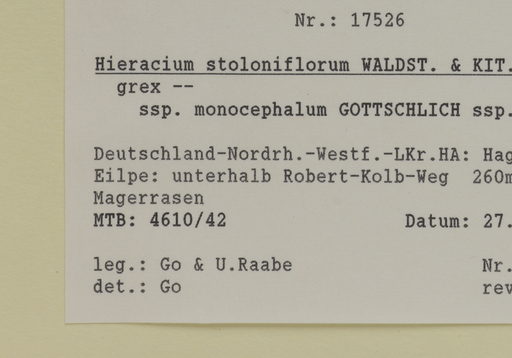 Nr.: 17526
Hieracium stoloniflorum WALDST. & KIT.
grex --
ssp. monocephalum GOTTSCHLICH ssp.
Deutschland-Nordrh.-Westf.-LKr.HA: Hag
Eilpe: unterhalb Robert-Kolb-Weg 260m
Magerrasen
MTB: 4610/42 Datum: 27.
leg.: Go & U.Raabe Nr.
det.: Go rev